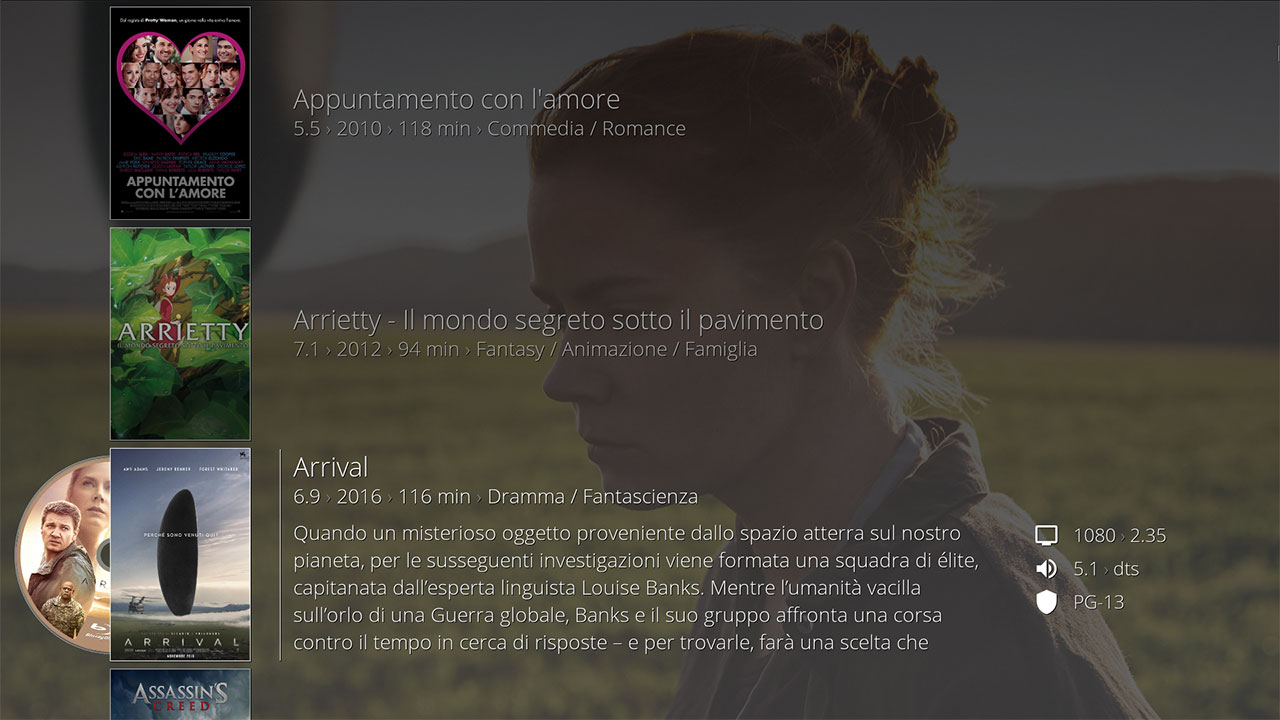 Dal regista di Pretty Woman, un giorno nella vita extra l'amore.
APPUNTAMENTO
CON L'AMORE
Appuntamento con l'amore
5.5 › 2010 › 118 min › Commedia / Romance
ARRIETTY
IL MONDO SEGRETO SOTTO IL PAVIMENTO
Arrietty - Il mondo segreto sotto il pavimento
7.1 › 2012 › 94 min › Fantasy / Animazione / Famiglia
AMY ADAMS JEREMY RENNER FOREST WHITAKER
PERCHÉ SONO VENUTI QUI?
ARRIVAL
NOVEMBRE 2016
Arrival
6.9 › 2016 › 116 min › Dramma / Fantascienza
Quando un misterioso oggetto proveniente dallo spazio atterra sul nostro
pianeta, per le susseguenti investigazioni viene formata una squadra di élite,
capitanata dall’esperta linguista Louise Banks. Mentre l’umanità vacilla
sull’orlo di una Guerra globale, Banks e il suo gruppo affronta una corsa
contro il tempo in cerca di risposte – e per trovarle, farà una scelta che
1080 › 2.35
5.1 › dts
PG-13
ASSASSIN'S
CREED